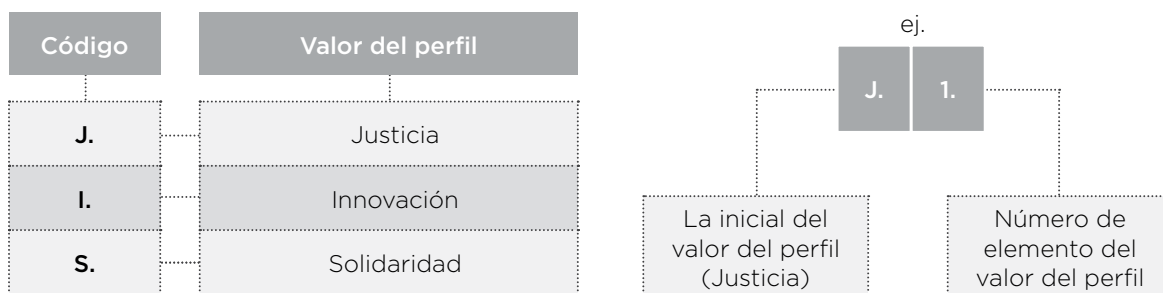 Código
Valor del perfil
J.
Justicia
I.
Innovación
S.
Solidaridad
ej.
J.
1.
La inicial del
valor del perfil
(Justicia)
Número de
elemento del
valor del perfil